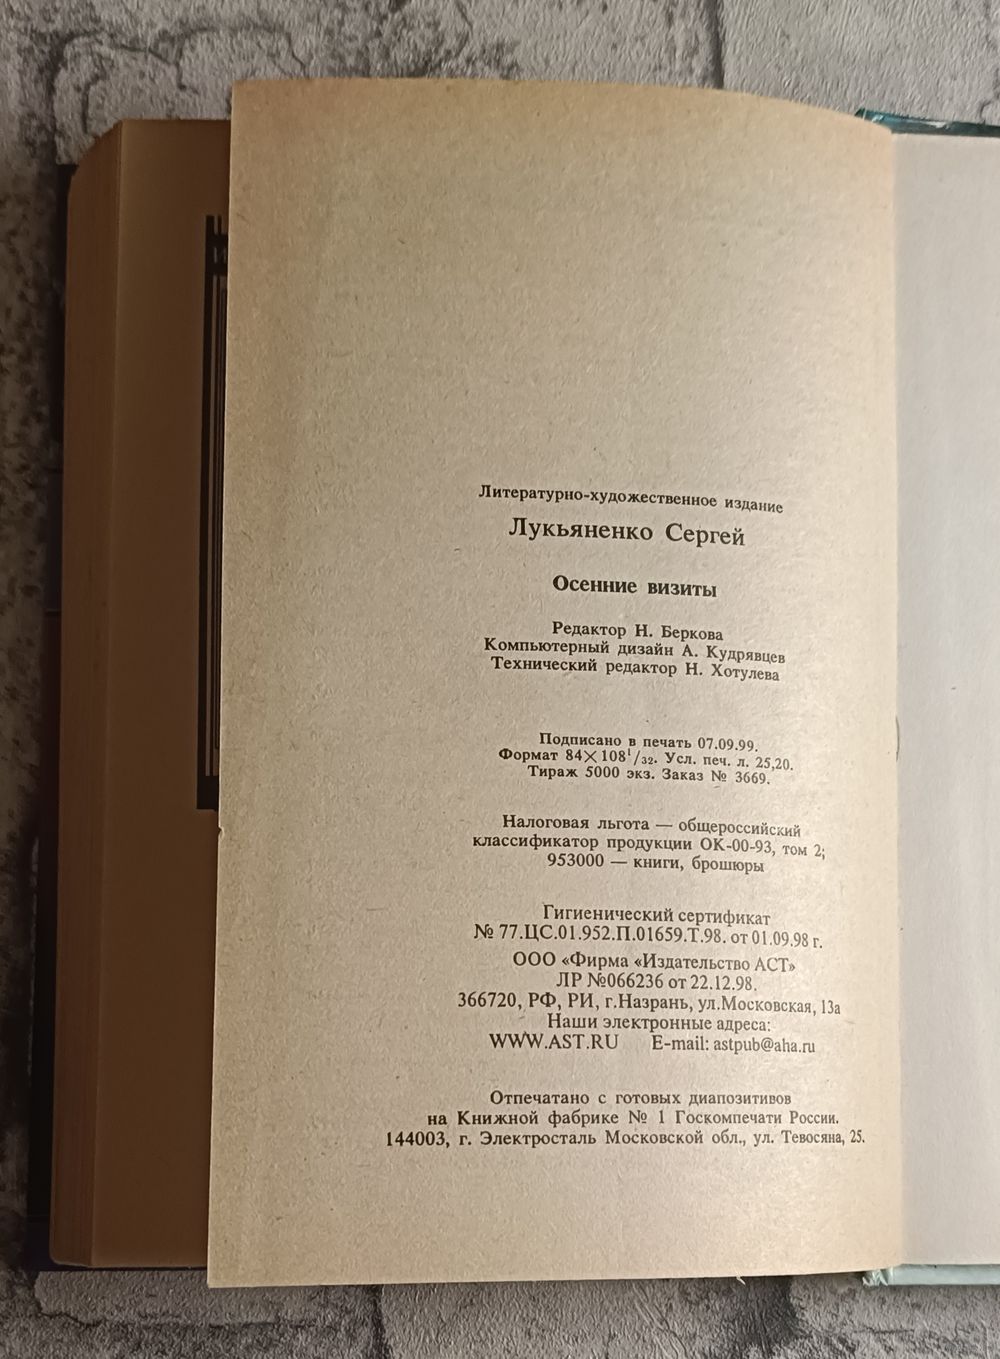 Литературно-художественное издание
Лукьяненко Сергей
Осенние визиты
Редактор Н. Беркова
Компьютерный дизайн А. Кудрявцев
Технический редактор Н. Хотулева
Подписано в печать 07.09.99.
Формат 84×108¹/₃₂. Усл. печ. л. 25,20.
Тираж 5000 экз. Заказ № 3669.
Налоговая льгота — общероссийский
классификатор продукции ОК-00-93, том 2;
953000 — книги, брошюры
Гигиенический сертификат
№ 77.ЦС.01.952.П.01659.Т.98. от 01.09.98 г.
ООО «Фирма «Издательство АСТ»
ЛР №066236 от 22.12.98.
366720, РФ, РИ, г.Назрань, ул.Московская, 13а
Наши электронные адреса:
WWW.AST.RU E-mail: astpub@aha.ru
Отпечатано с готовых диапозитивов
на Книжной фабрике № 1 Госкомпечати России.
144003, г. Электросталь Московской обл., ул. Тевосяна, 25.